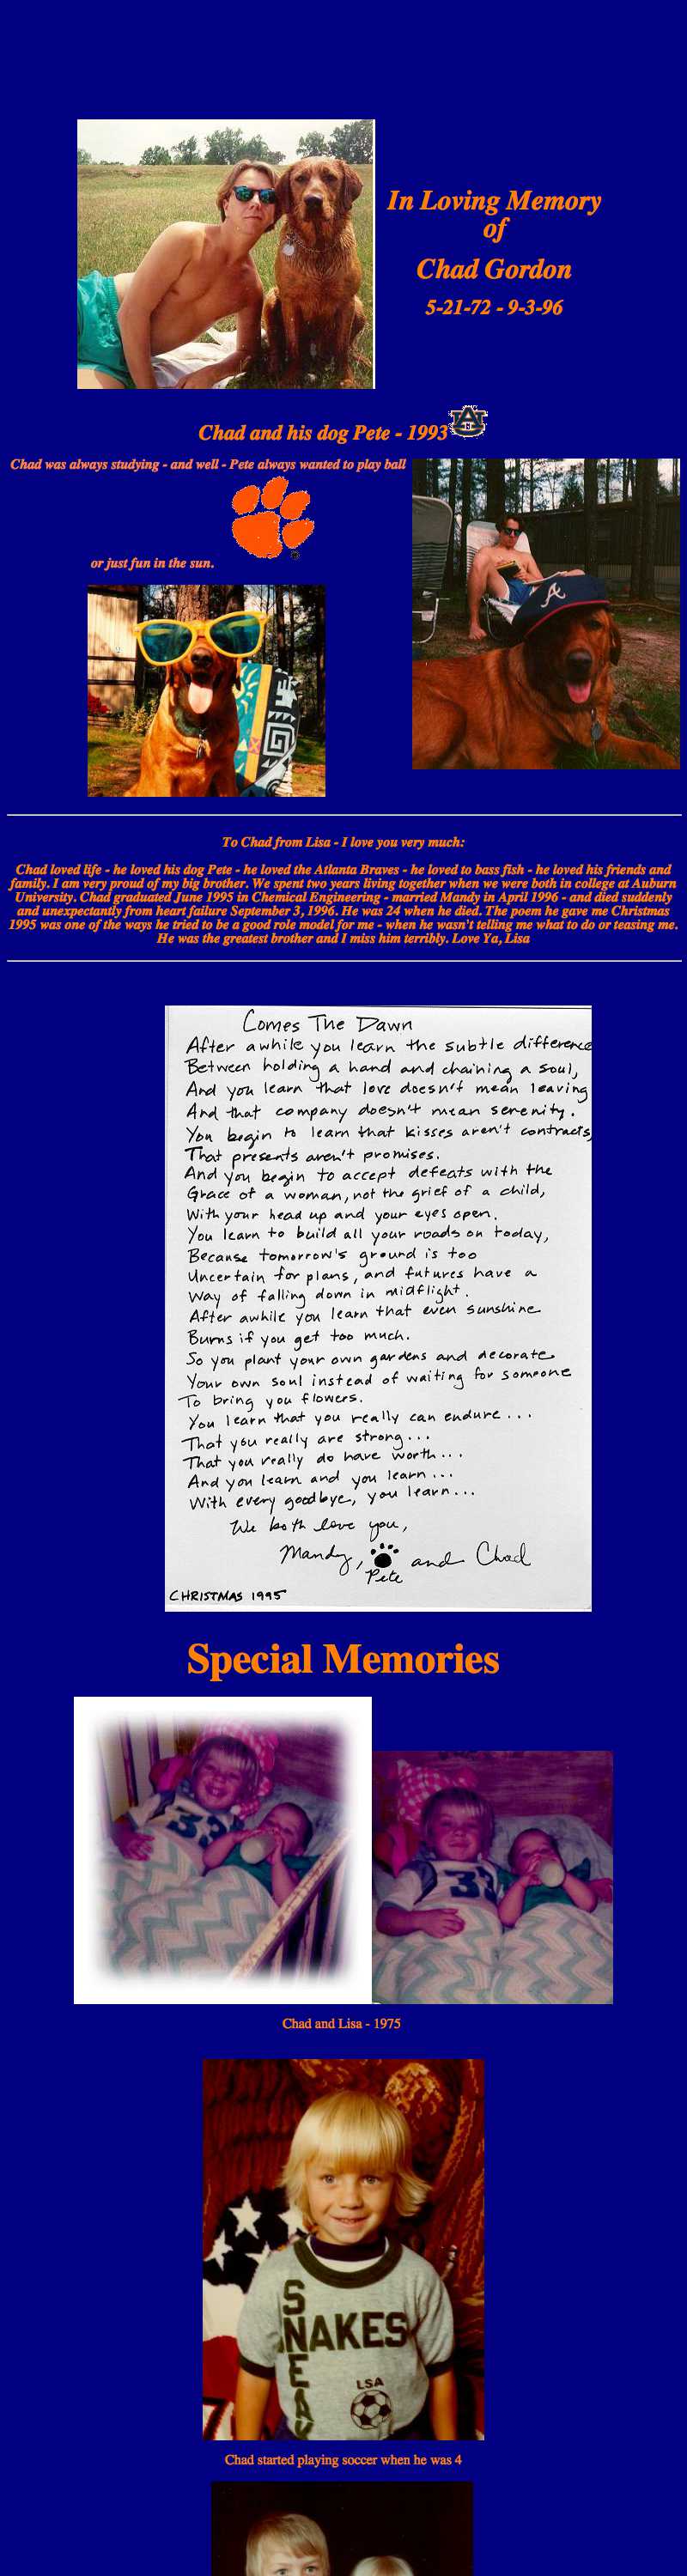 In Loving Memory
of
Chad Gordon
5-21-72 - 9-3-96
Chad and his dog Pete - 1993
AU
Chad was always studying - and well - Pete always wanted to play ball
or just fun in the sun.
A
To Chad from Lisa - I love you very much:
Chad loved life - he loved his dog Pete - he loved the Atlanta Braves - he loved to bass fish - he loved his friends and
family. I am very proud of my big brother. We spent two years living together when we were both in college at Auburn
University. Chad graduated June 1995 in Chemical Engineering - married Mandy in April 1996 - and died suddenly
and unexpectantly from heart failure September 3, 1996. He was 24 when he died. The poem he gave me Christmas
1995 was one of the ways he tried to be a good role model for me - when he wasn't telling me what to do or teasing me.
He was the greatest brother and I miss him terribly. Love Ya, Lisa
Comes The Dawn
After awhile you learn the subtle difference
Between holding a hand and chaining a soul,
And you learn that love doesn't mean leaving
And that company doesn't mean serenity.
You begin to learn that kisses aren't contracts,
That presents aren't promises.
And you begin to accept defeats with the
Grace of a woman, not the grief of a child,
With your head up and your eyes open.
You learn to build all your roads on today,
Because tomorrow's ground is too
Uncertain for plans, and futures have a
Way of falling down in midflight.
After awhile you learn that even sunshine
Burns if you get too much.
So you plant your own gardens and decorate
Your own soul instead of waiting for someone
To bring you flowers.
You learn that you really can endure...
That you really are strong...
That you really do have worth...
And you learn and you learn...
With every goodbye, you learn...
We both love you,
Mandy, and Chad
Pete
CHRISTMAS 1995
Special Memories
33
33
Chad and Lisa - 1975
SNEAKY
SNAKES
LSA
Chad started playing soccer when he was 4